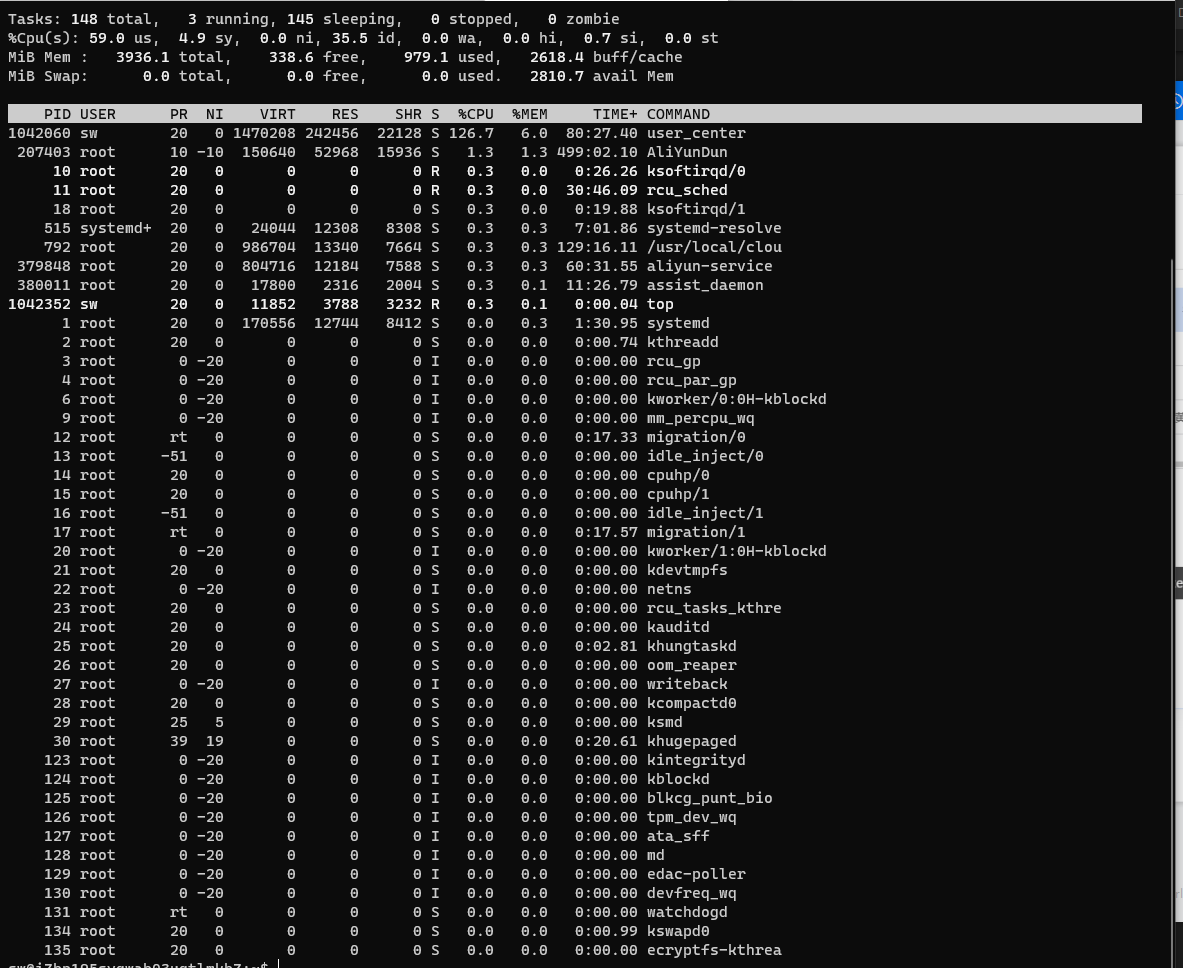 Tasks: 148 total,   3 running, 145 sleeping,   0 stopped,   0 zombie
%Cpu(s): 59.0 us,  4.9 sy,  0.0 ni, 35.5 id,  0.0 wa,  0.0 hi,  0.7 si,  0.0 st
MiB Mem :   3936.1 total,    338.6 free,    979.1 used,   2618.4 buff/cache
MiB Swap:      0.0 total,      0.0 free,      0.0 used.   2810.7 avail Mem
    PID USER      PR  NI    VIRT    RES    SHR S  %CPU  %MEM     TIME+ COMMAND
1042060 sw        20   0 1470208 242456  22128 S 126.7   6.0  80:27.40 user_center
 207403 root      10 -10  150640  52968  15936 S   1.3   1.3 499:02.10 AliYunDun
     10 root      20   0       0      0      0 R   0.3   0.0   0:26.26 ksoftirqd/0
     11 root      20   0       0      0      0 R   0.3   0.0  30:46.09 rcu_sched
     18 root      20   0       0      0      0 S   0.3   0.0   0:19.88 ksoftirqd/1
    515 systemd+  20   0   24044  12308   8308 S   0.3   0.3   7:01.86 systemd-resolve
    792 root      20   0  986704  13340   7664 S   0.3   0.3 129:16.11 /usr/local/clou
 379848 root      20   0  804716  12184   7588 S   0.3   0.3  60:31.55 aliyun-service
 380011 root      20   0   17800   2316   2004 S   0.3   0.1  11:26.79 assist_daemon
1042352 sw        20   0   11852   3788   3232 R   0.3   0.1   0:00.04 top
      1 root      20   0  170556  12744   8412 S   0.0   0.3   1:30.95 systemd
      2 root      20   0       0      0      0 S   0.0   0.0   0:00.74 kthreadd
      3 root       0 -20       0      0      0 I   0.0   0.0   0:00.00 rcu_gp
      4 root       0 -20       0      0      0 I   0.0   0.0   0:00.00 rcu_par_gp
      6 root       0 -20       0      0      0 I   0.0   0.0   0:00.00 kworker/0:0H-kblockd
      9 root       0 -20       0      0      0 I   0.0   0.0   0:00.00 mm_percpu_wq
     12 root      rt   0       0      0      0 S   0.0   0.0   0:17.33 migration/0
     13 root     -51   0       0      0      0 S   0.0   0.0   0:00.00 idle_inject/0
     14 root      20   0       0      0      0 S   0.0   0.0   0:00.00 cpuhp/0
     15 root      20   0       0      0      0 S   0.0   0.0   0:00.00 cpuhp/1
     16 root     -51   0       0      0      0 S   0.0   0.0   0:00.00 idle_inject/1
     17 root      rt   0       0      0      0 S   0.0   0.0   0:17.57 migration/1
     20 root       0 -20       0      0      0 I   0.0   0.0   0:00.00 kworker/1:0H-kblockd
     21 root      20   0       0      0      0 S   0.0   0.0   0:00.00 kdevtmpfs
     22 root       0 -20       0      0      0 I   0.0   0.0   0:00.00 netns
     23 root      20   0       0      0      0 S   0.0   0.0   0:00.00 rcu_tasks_kthre
     24 root      20   0       0      0      0 S   0.0   0.0   0:00.00 kauditd
     25 root      20   0       0      0      0 S   0.0   0.0   0:02.81 khungtaskd
     26 root      20   0       0      0      0 S   0.0   0.0   0:00.00 oom_reaper
     27 root       0 -20       0      0      0 I   0.0   0.0   0:00.00 writeback
     28 root      20   0       0      0      0 S   0.0   0.0   0:00.00 kcompactd0
     29 root      25   5       0      0      0 S   0.0   0.0   0:00.00 ksmd
     30 root      39  19       0      0      0 S   0.0   0.0   0:20.61 khugepaged
    123 root       0 -20       0      0      0 I   0.0   0.0   0:00.00 kintegrityd
    124 root       0 -20       0      0      0 I   0.0   0.0   0:00.00 kblockd
    125 root       0 -20       0      0      0 I   0.0   0.0   0:00.00 blkcg_punt_bio
    126 root       0 -20       0      0      0 I   0.0   0.0   0:00.00 tpm_dev_wq
    127 root       0 -20       0      0      0 I   0.0   0.0   0:00.00 ata_sff
    128 root       0 -20       0      0      0 I   0.0   0.0   0:00.00 md
    129 root       0 -20       0      0      0 I   0.0   0.0   0:00.00 edac-poller
    130 root       0 -20       0      0      0 I   0.0   0.0   0:00.00 devfreq_wq
    131 root      rt   0       0      0      0 S   0.0   0.0   0:00.00 watchdogd
    134 root      20   0       0      0      0 S   0.0   0.0   0:00.99 kswapd0
    135 root      20   0       0      0      0 S   0.0   0.0   0:00.00 ecryptfs-kthrea